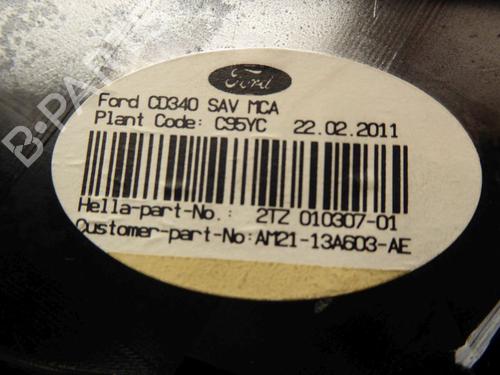 B-PARTS
Ford
Ford CD340 SAV MCA
Plant Code: C95YC 22.02.2011
Hella-part-No.: 2TZ 010307-01
Customer-part-No:AM21-13A603-AE